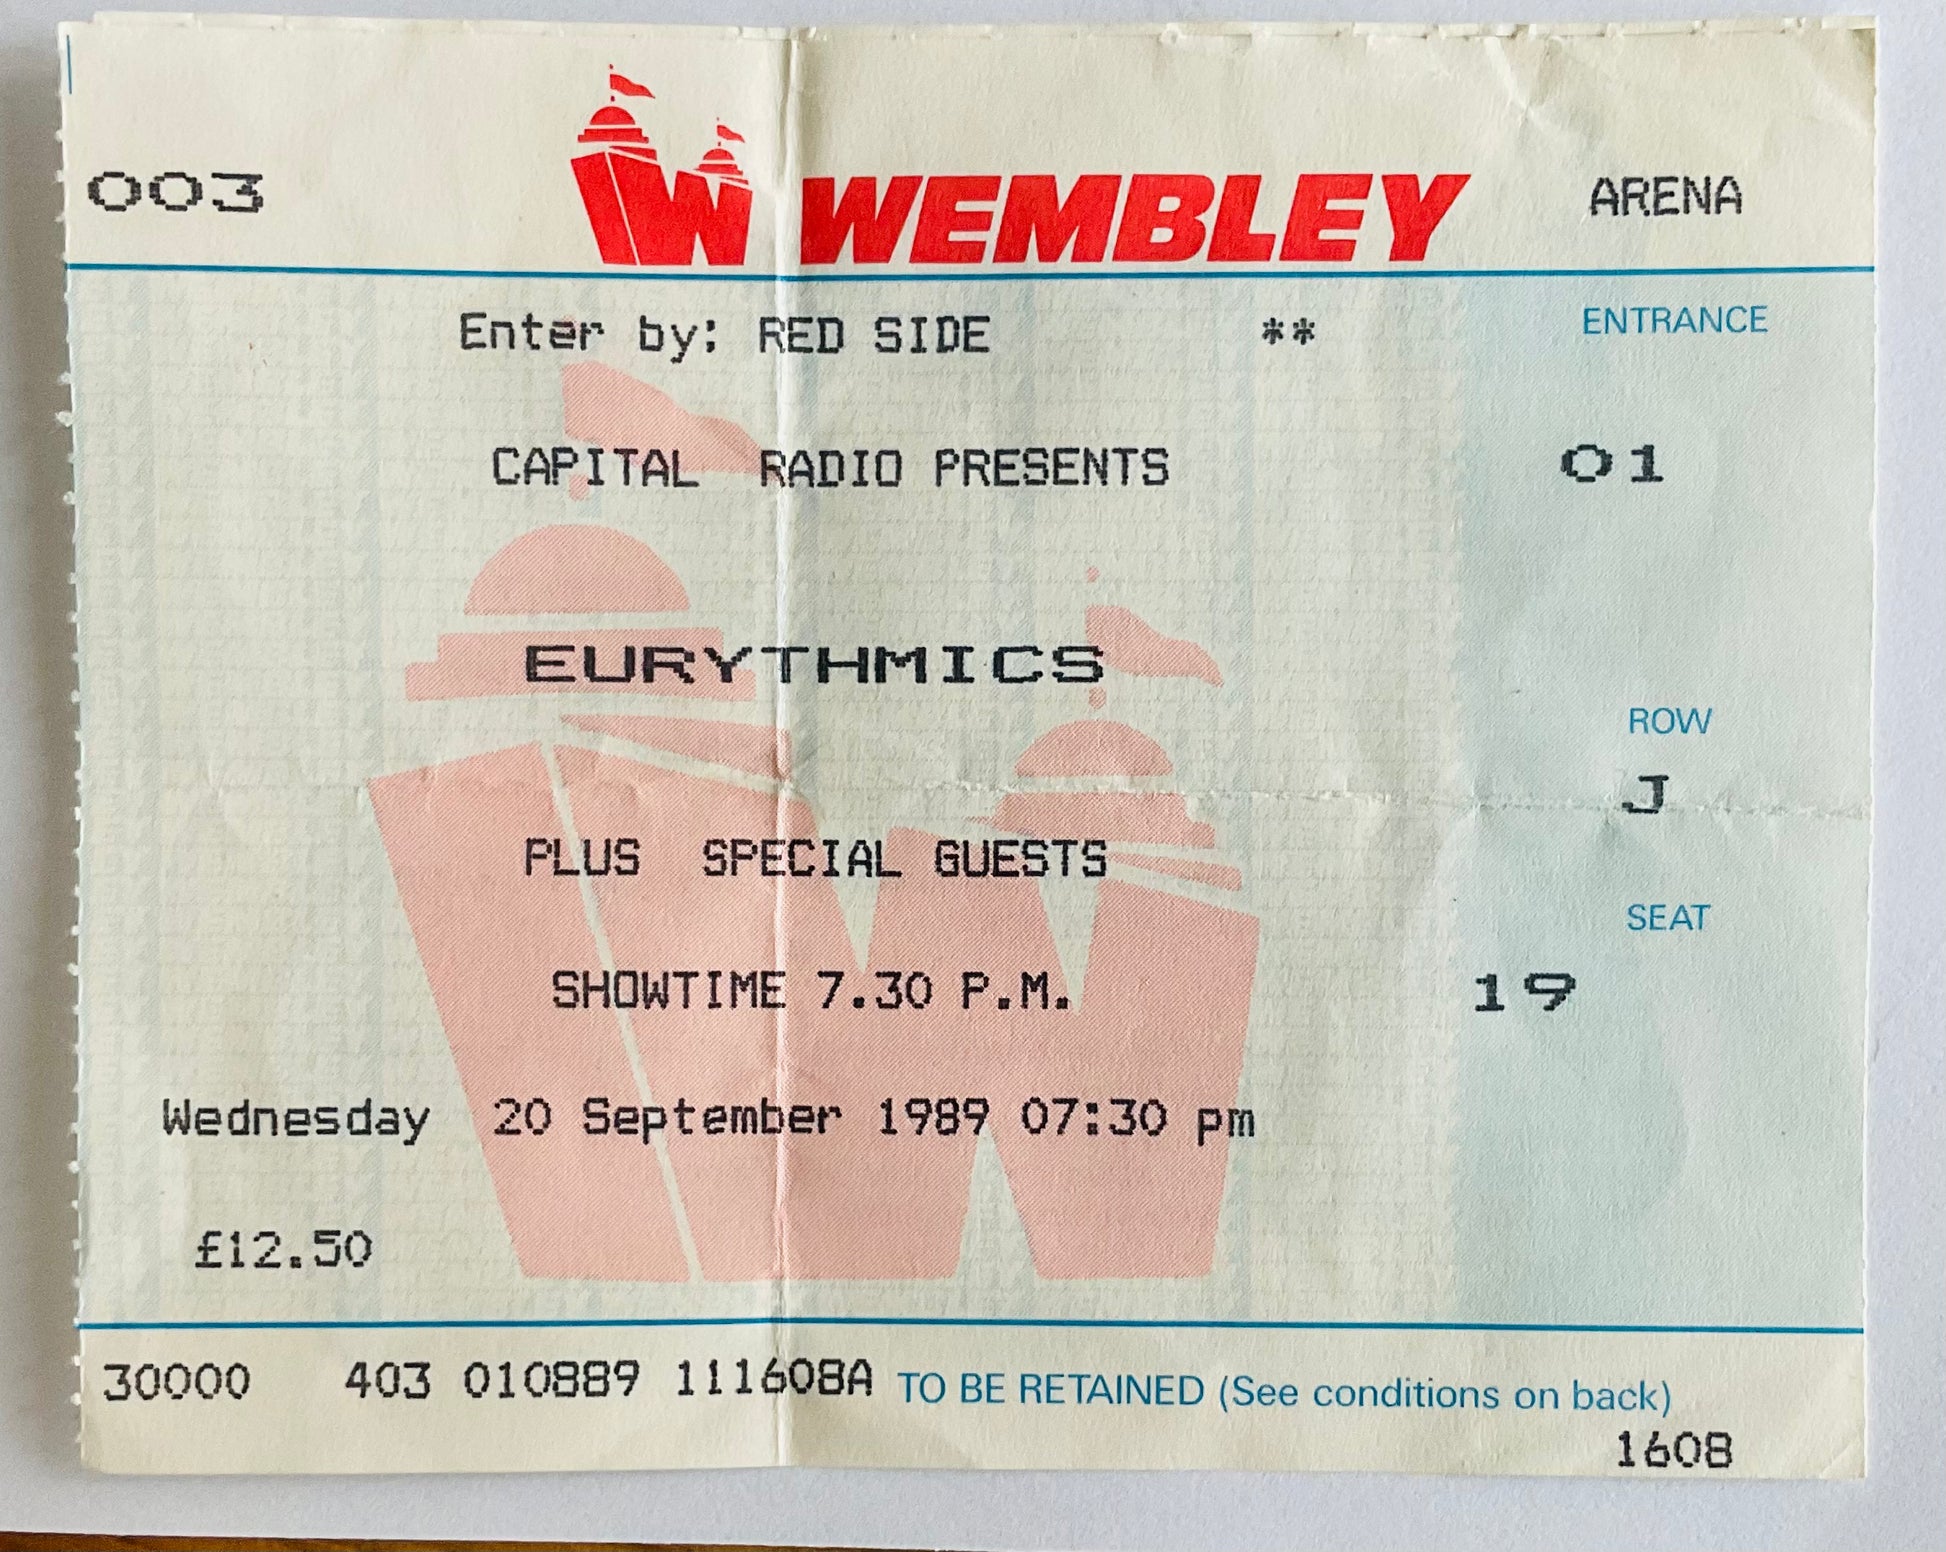 003 WEMBLEY ARENA
Enter by: RED SIDE ** ENTRANCE
CAPITAL RADIO PRESENTS 01
EURYTHMICS
ROW
J
PLUS SPECIAL GUESTS
SEAT
SHOWTIME 7.30 P.M. 19
Wednesday 20 September 1989 07:30 pm
£12.50
30000 403 010889 111608A TO BE RETAINED (See conditions on back)
1608